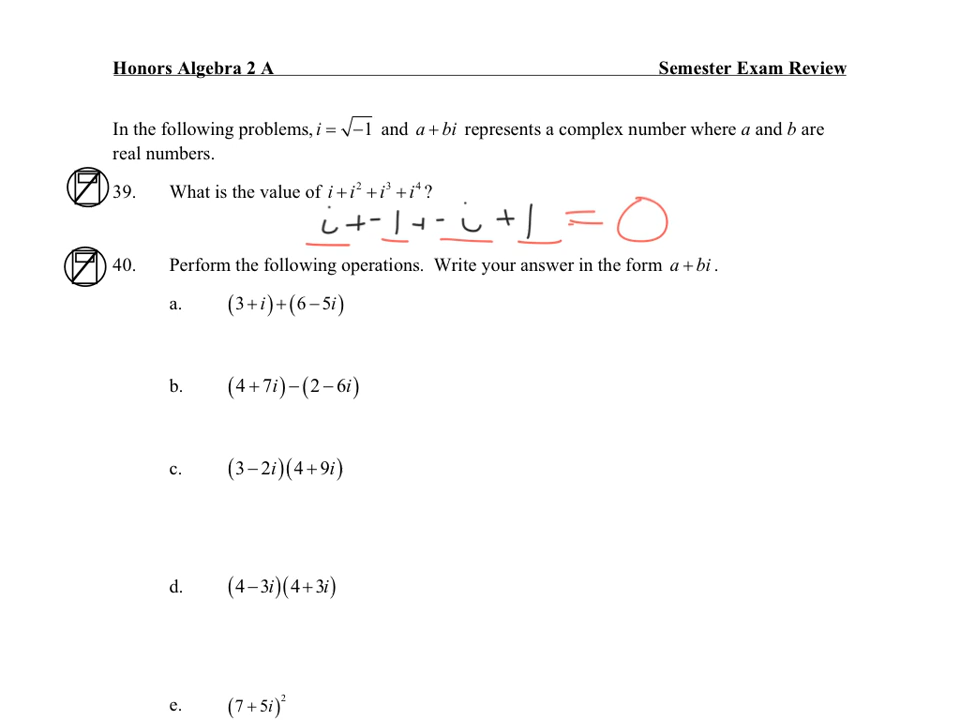 Honors Algebra 2 A Semester Exam Review
In the following problems, i = √−1 and a + bi represents a complex number where a and b are
real numbers.
39. What is the value of i + i² + i³ + i⁴ ?
i + -1 + -i + 1 = 0
40. Perform the following operations. Write your answer in the form a + bi .
a. (3 + i) + (6 − 5i)
b. (4 + 7i) − (2 − 6i)
c. (3 − 2i)(4 + 9i)
d. (4 − 3i)(4 + 3i)
e. (7 + 5i)²